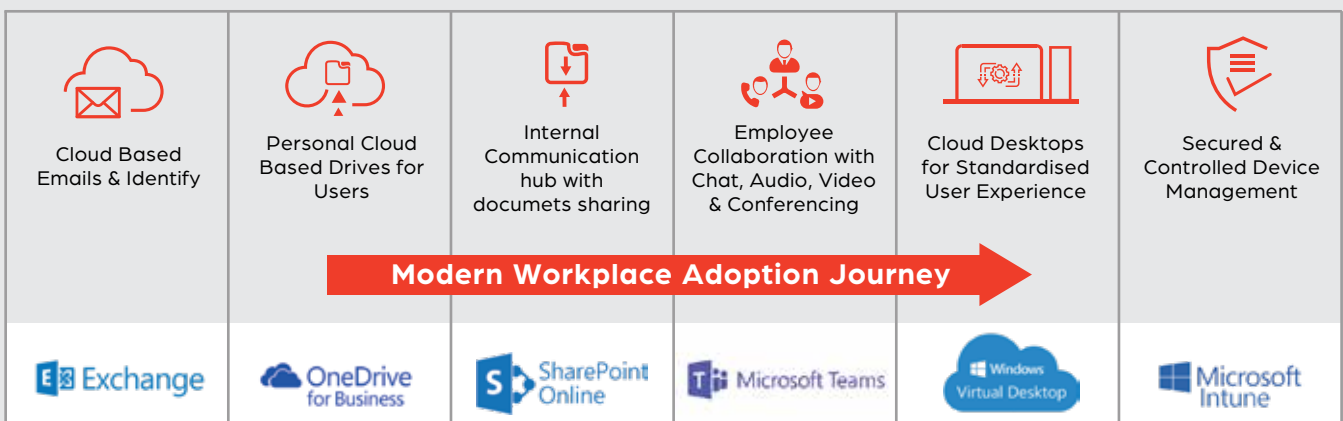 Cloud Based
Emails & Identify
Personal Cloud
Based Drives for
Users
Internal
Communication
hub with
documets sharing
Employee
Collaboration with
Chat, Audio, Video
& Conferencing
Cloud Desktops
for Standardised
User Experience
Secured &
Controlled Device
Management
Modern Workplace Adoption Journey
Exchange
OneDrive
for Business
SharePoint
Online
Microsoft Teams
Windows
Virtual Desktop
Microsoft
Intune